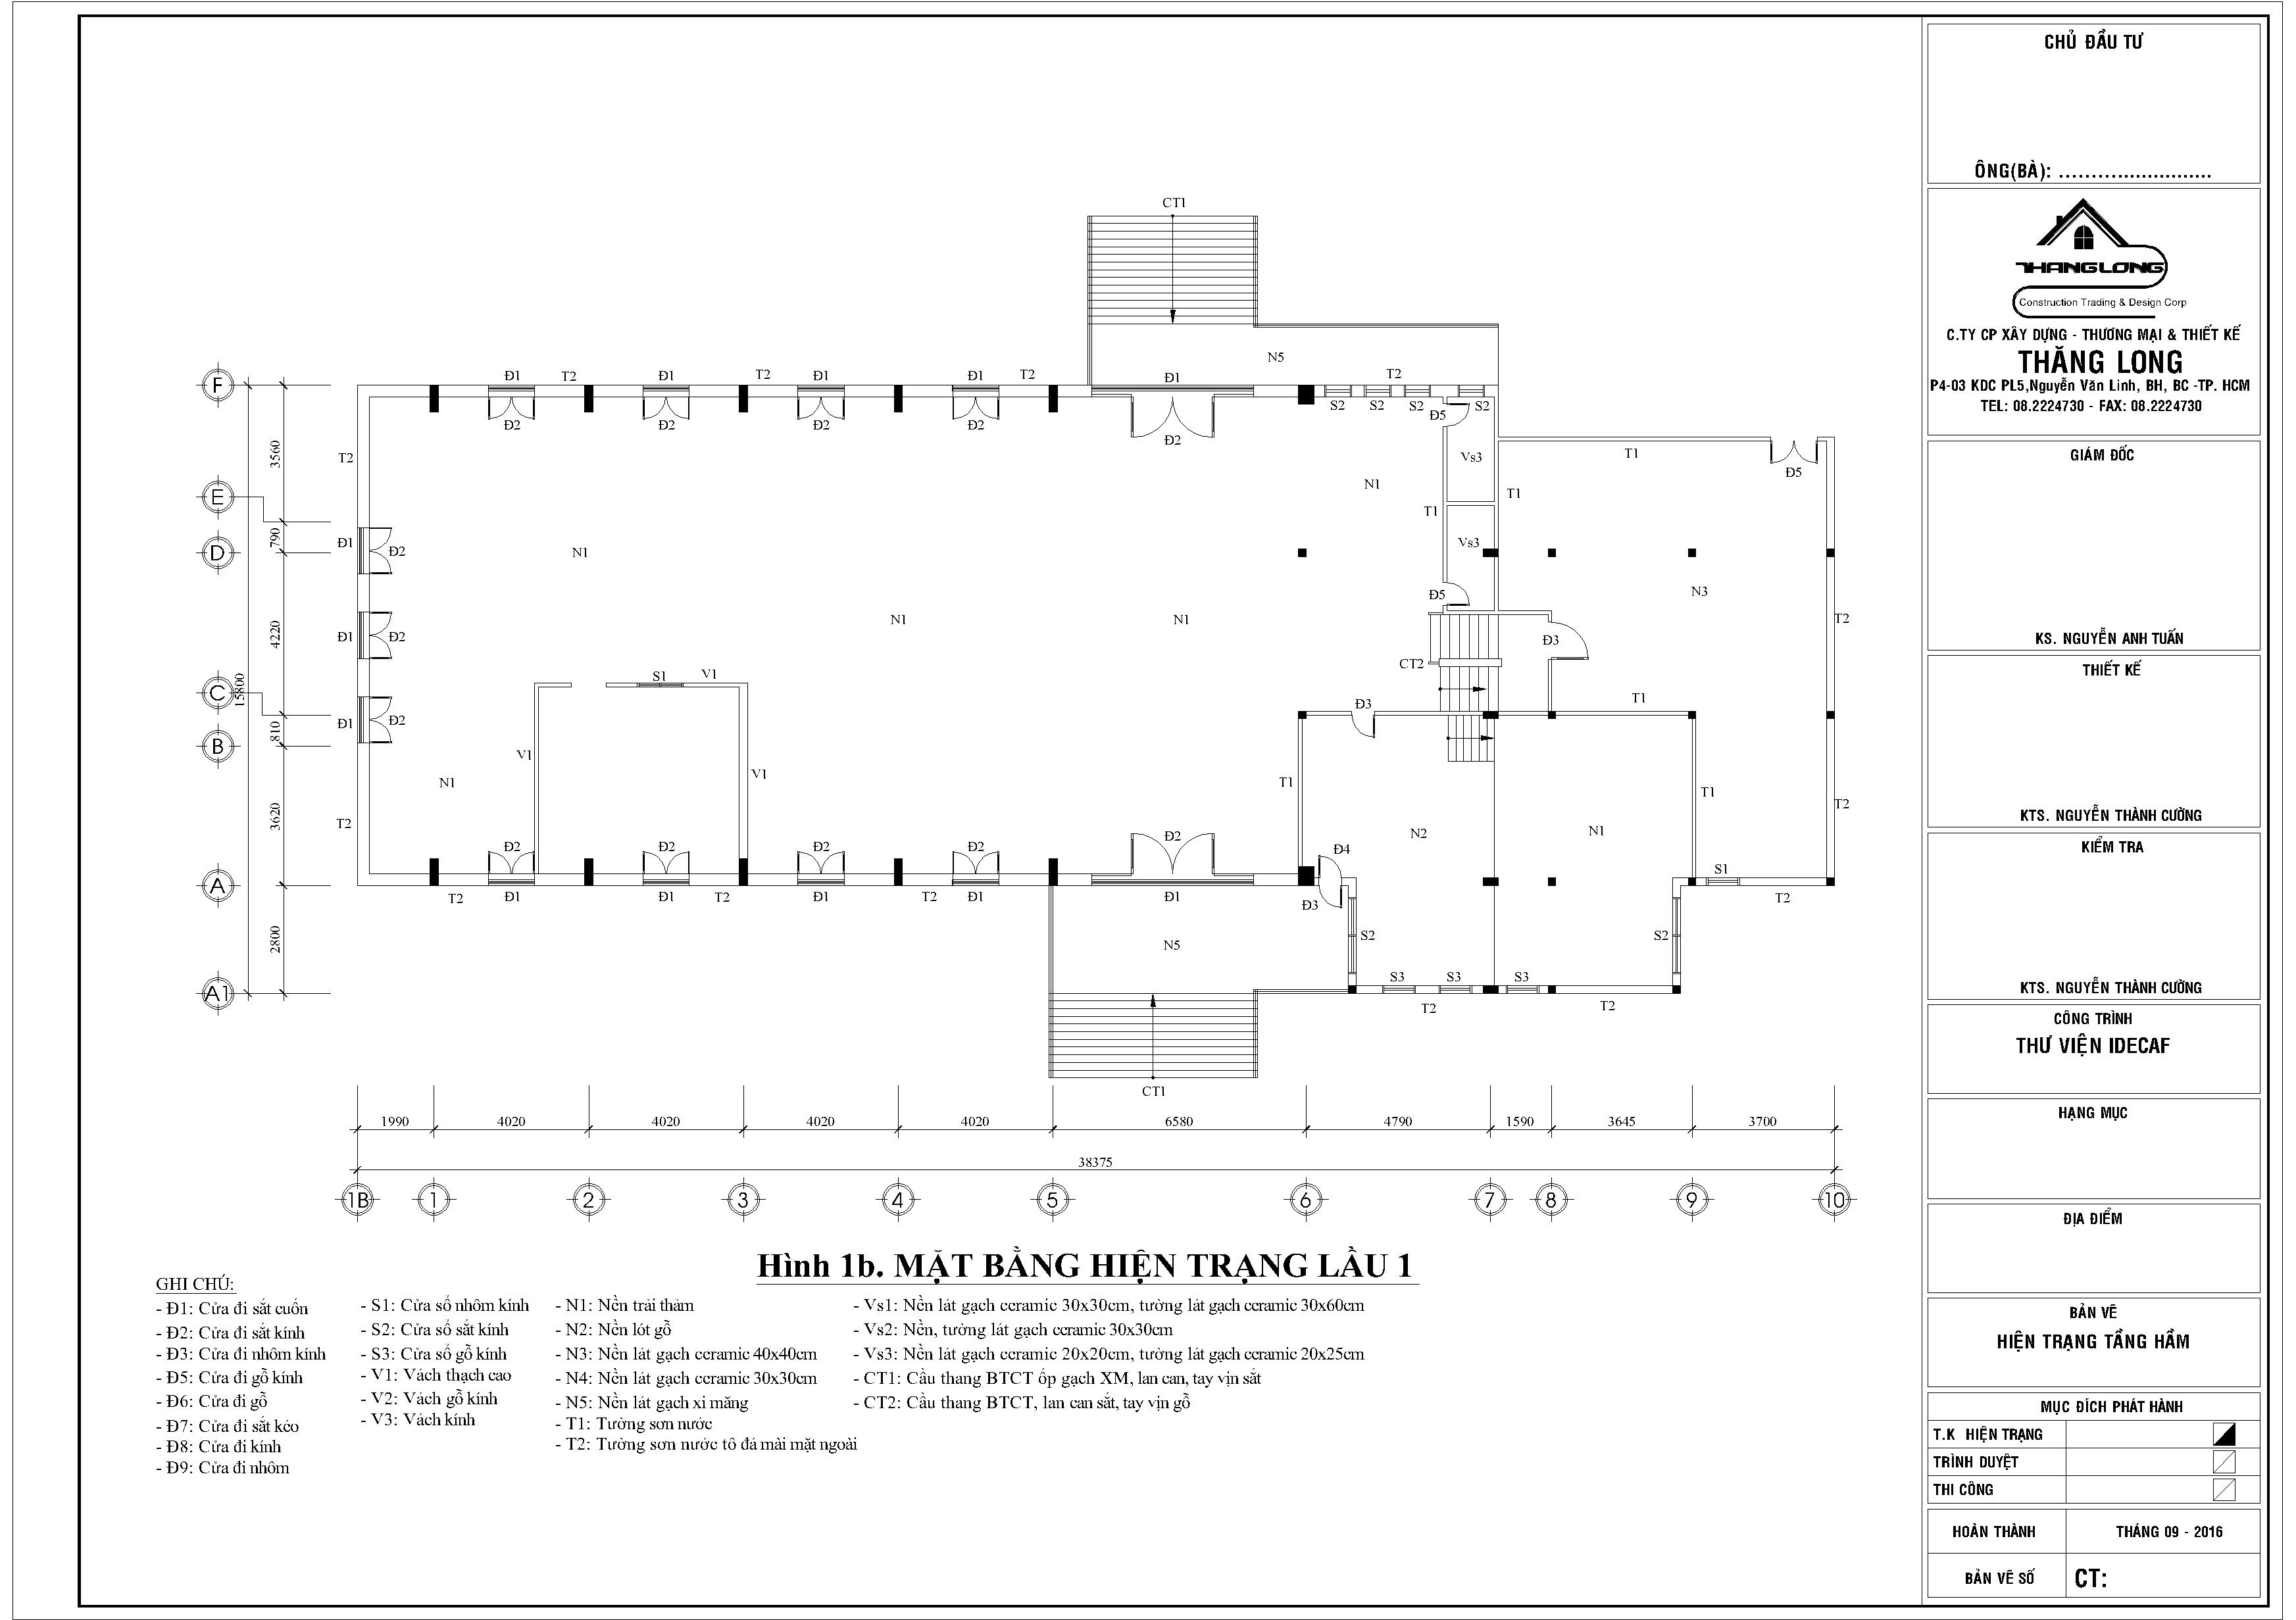 CT1
N5
Đ1 T2 Đ1 T2 Đ1 Đ1 T2 Đ1 T2
Đ2 Đ2 Đ2 Đ2 Đ2 S2 S2 S2 Đ5 S2
F
3560
T2
Vs3
T1
Đ5
N1
T1
T1
E
790
Đ1 Đ2
N1
Vs3
D
N3
4220
N1
N1
Đ5
T2
Đ1 Đ2
Đ3
CT2
S1 V1
C
15800
T1
Đ3
Đ1 Đ2
810
B
V1
V1
N1
T1
T1
T2
3620
T2
N2
N1
Đ2 Đ2 Đ2 Đ2 Đ2
Đ4
S1
A
T2 Đ1 Đ1 T2 Đ1 T2 Đ1 Đ1 Đ3
T2
2800
N5
S2
S2
S3 S3 S3
A1
T2
T2
CT1
1990 4020 4020 4020 4020 6580 4790 1590 3645 3700
38375
1B 1 2 3 4 5 6 7 8 9 10
Hình 1b. MẶT BẰNG HIỆN TRẠNG LẦU 1
GHI CHÚ:
- Đ1: Cửa đi sắt cuốn
- Đ2: Cửa đi sắt kính
- Đ3: Cửa đi nhôm kính
- Đ5: Cửa đi gỗ kính
- Đ6: Cửa đi gỗ
- Đ7: Cửa đi sắt kéo
- Đ8: Cửa đi kính
- Đ9: Cửa đi nhôm
- S1: Cửa sổ nhôm kính
- S2: Cửa sổ sắt kính
- S3: Cửa sổ gỗ kính
- V1: Vách thạch cao
- V2: Vách gỗ kính
- V3: Vách kính
- N1: Nền trải thảm
- N2: Nền lót gỗ
- N3: Nền lát gạch ceramic 40x40cm
- N4: Nền lát gạch ceramic 30x30cm
- N5: Nền lát gạch xi măng
- T1: Tường sơn nước
- T2: Tường sơn nước tô đá mài mặt ngoài
- Vs1: Nền lát gạch ceramic 30x30cm, tường lát gạch ceramic 30x60cm
- Vs2: Nền, tường lát gạch ceramic 30x30cm
- Vs3: Nền lát gạch ceramic 20x20cm, tường lát gạch ceramic 20x25cm
- CT1: Cầu thang BTCT ốp gạch XM, lan can, tay vịn sắt
- CT2: Cầu thang BTCT, lan can sắt, tay vịn gỗ
CHỦ ĐẦU TƯ
ÔNG(BÀ): ........................
THANGLONG
Construction Trading & Design Corp
C.TY CP XÂY DỰNG - THƯƠNG MẠI & THIẾT KẾ
THĂNG LONG
P4-03 KDC PL5,Nguyễn Văn Linh, BH, BC -TP. HCM
TEL: 08.2224730 - FAX: 08.2224730
GIÁM ĐỐC
KS. NGUYỄN ANH TUẤN
THIẾT KẾ
KTS. NGUYỄN THÀNH CƯỜNG
KIỂM TRA
KTS. NGUYỄN THÀNH CƯỜNG
CÔNG TRÌNH
THƯ VIỆN IDECAF
HẠNG MỤC
ĐỊA ĐIỂM
BẢN VẼ
HIỆN TRẠNG TẦNG HẦM
MỤC ĐÍCH PHÁT HÀNH
T.K HIỆN TRẠNG
TRÌNH DUYỆT
THI CÔNG
HOÀN THÀNH THÁNG 09 - 2016
BẢN VẼ SỐ CT: